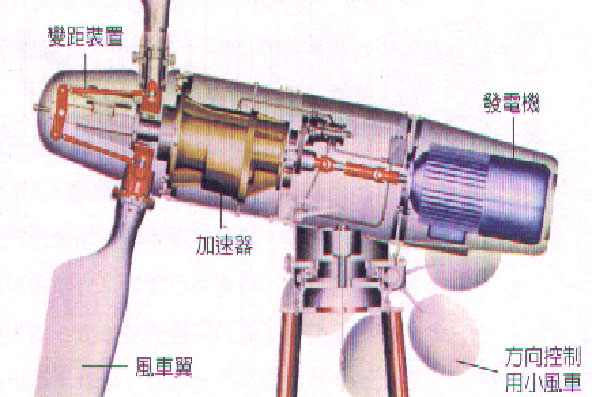 變距裝置
發電機
加速器
風車翼
方向控制
用小風車